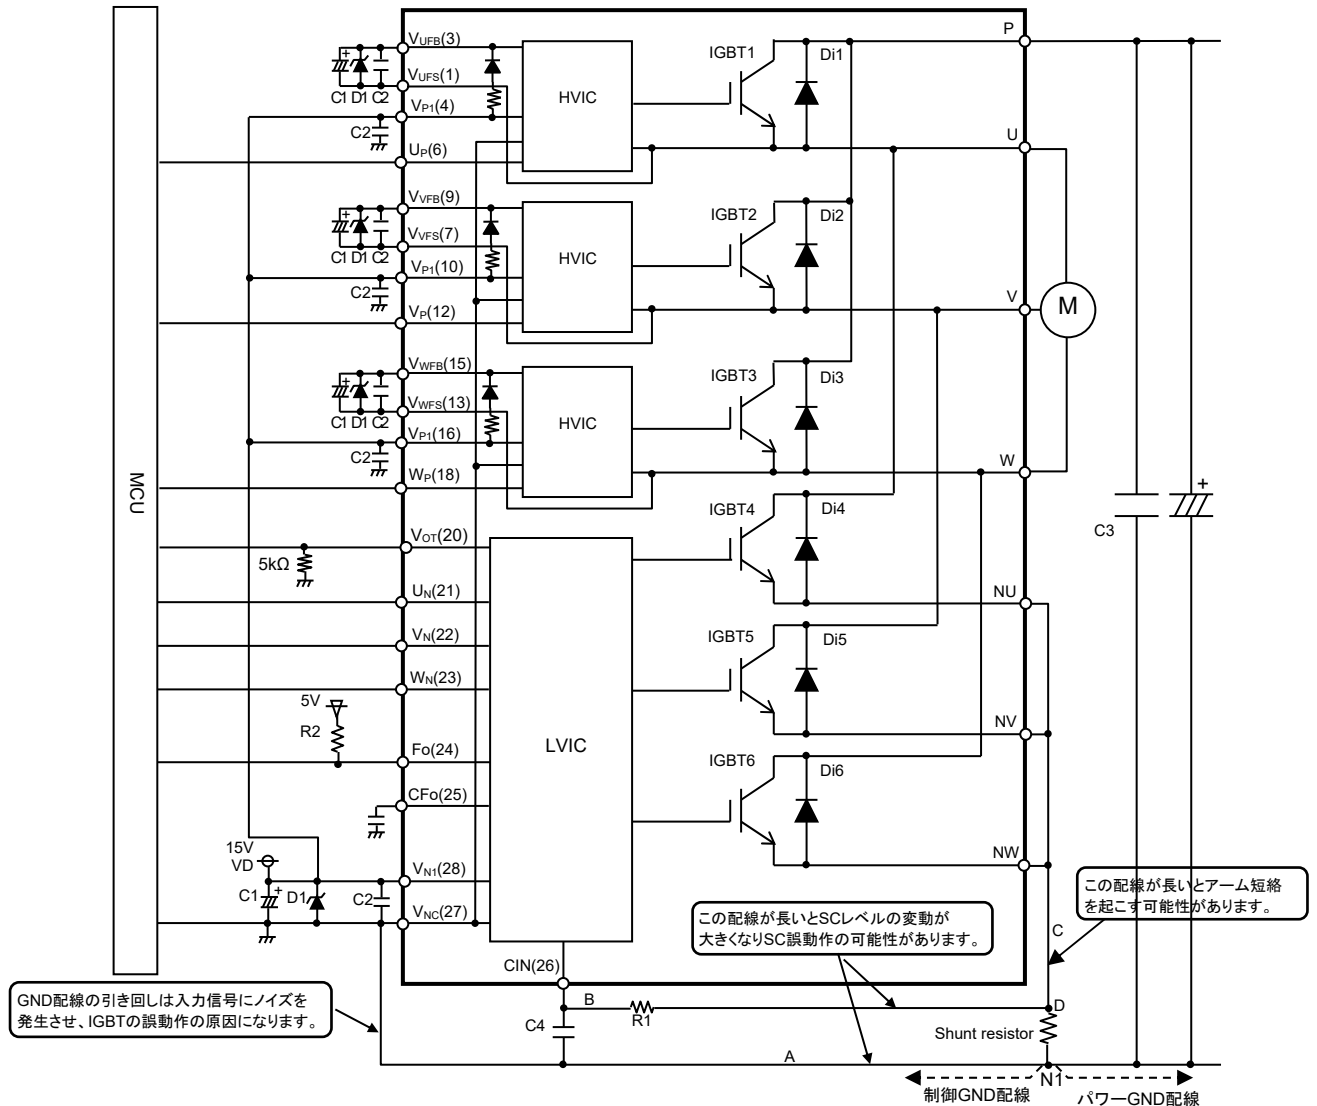 VUFB(3)
VUFS(1)
VP1(4)
UP(6)
C1 D1 C2
C2
HVIC
IGBT1
Di1
P
U
VVFB(9)
VVFS(7)
VP1(10)
VP(12)
C1 D1 C2
C2
HVIC
IGBT2
Di2
V
M
VWFB(15)
VWFS(13)
VP1(16)
WP(18)
C1 D1 C2
C2
HVIC
IGBT3
Di3
W
MCU
VOT(20)
5kΩ
UN(21)
VN(22)
WN(23)
5V
R2
Fo(24)
CFo(25)
15V
VD
C1
D1
C2
VN1(28)
VNC(27)
LVIC
IGBT4
Di4
NU
IGBT5
Di5
NV
IGBT6
Di6
NW
C3
+
この配線が長いとアーム短絡
を起こす可能性があります。
この配線が長いとSCレベルの変動が
大きくなりSC誤動作の可能性があります。
C
CIN(26)
GND配線の引き回しは入力信号にノイズを
発生させ、IGBTの誤動作の原因になります。
B
R1
D
C4
Shunt resistor
A
N1
制御GND配線
パワーGND配線